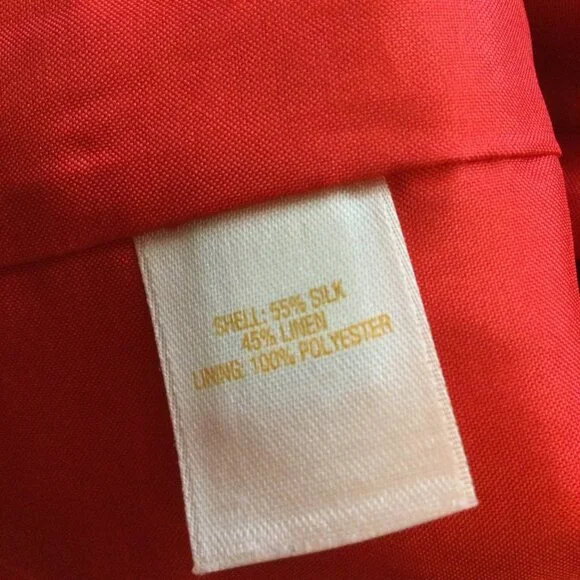 SHELL: 55% SILK
45% LINEN
LINING: 100% POLYESTER